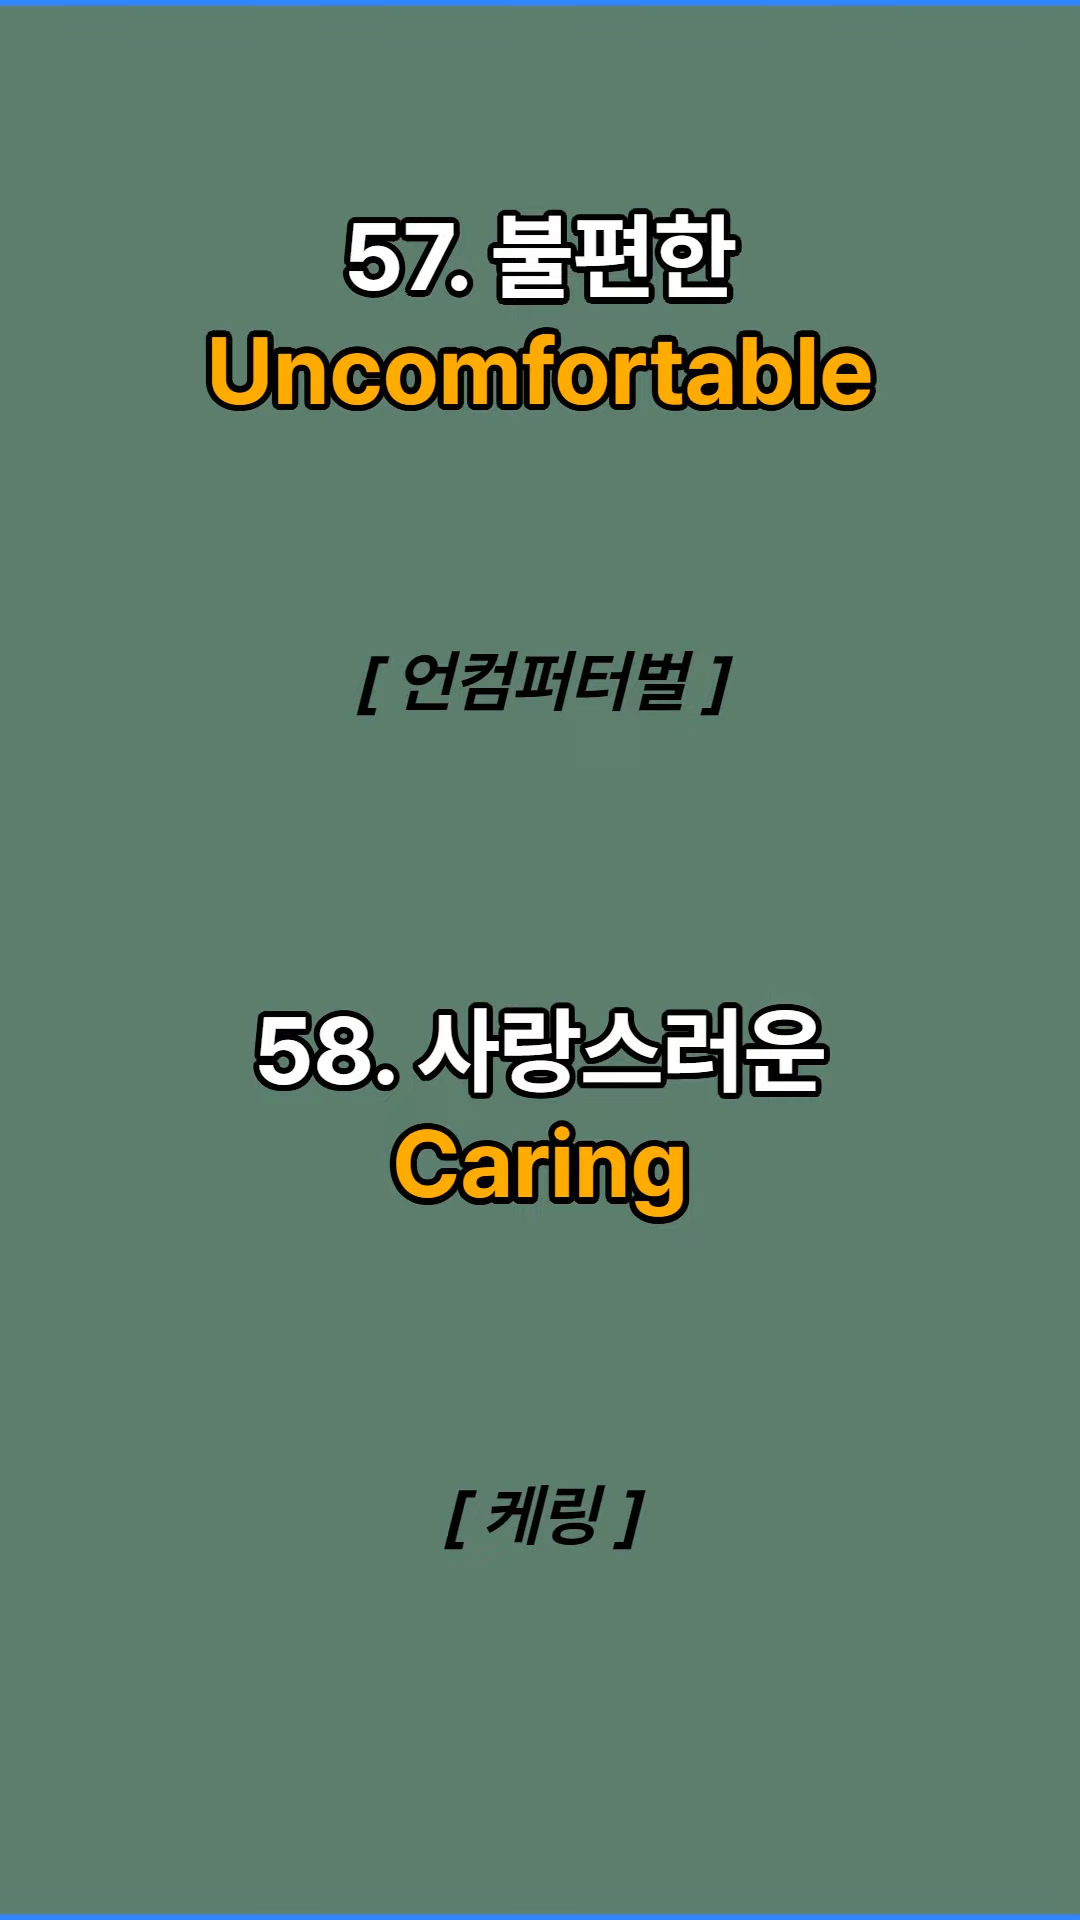 57. 불편한
Uncomfortable
[ 언컴퍼터벌 ]
58. 사랑스러운
Caring
[ 케링 ]